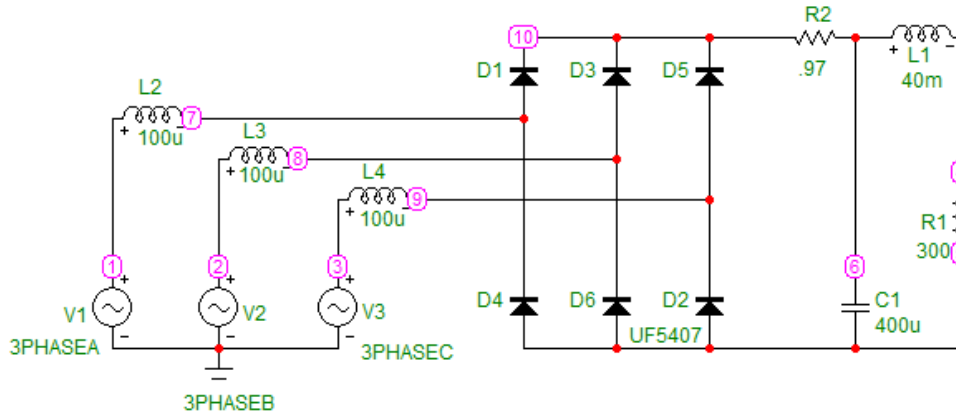 10
R2
D1
D3
D5
+
L1
-
.97
40m
L2
7
+
-
100u
L3
8
+
-
100u
L4
9
+
-
100u
R1
300
1
+
2
+
3
+
6
D4
D6
D2
C1
V1
V2
V3
400u
UF5407
-
-
-
3PHASEA
3PHASEC
3PHASEB